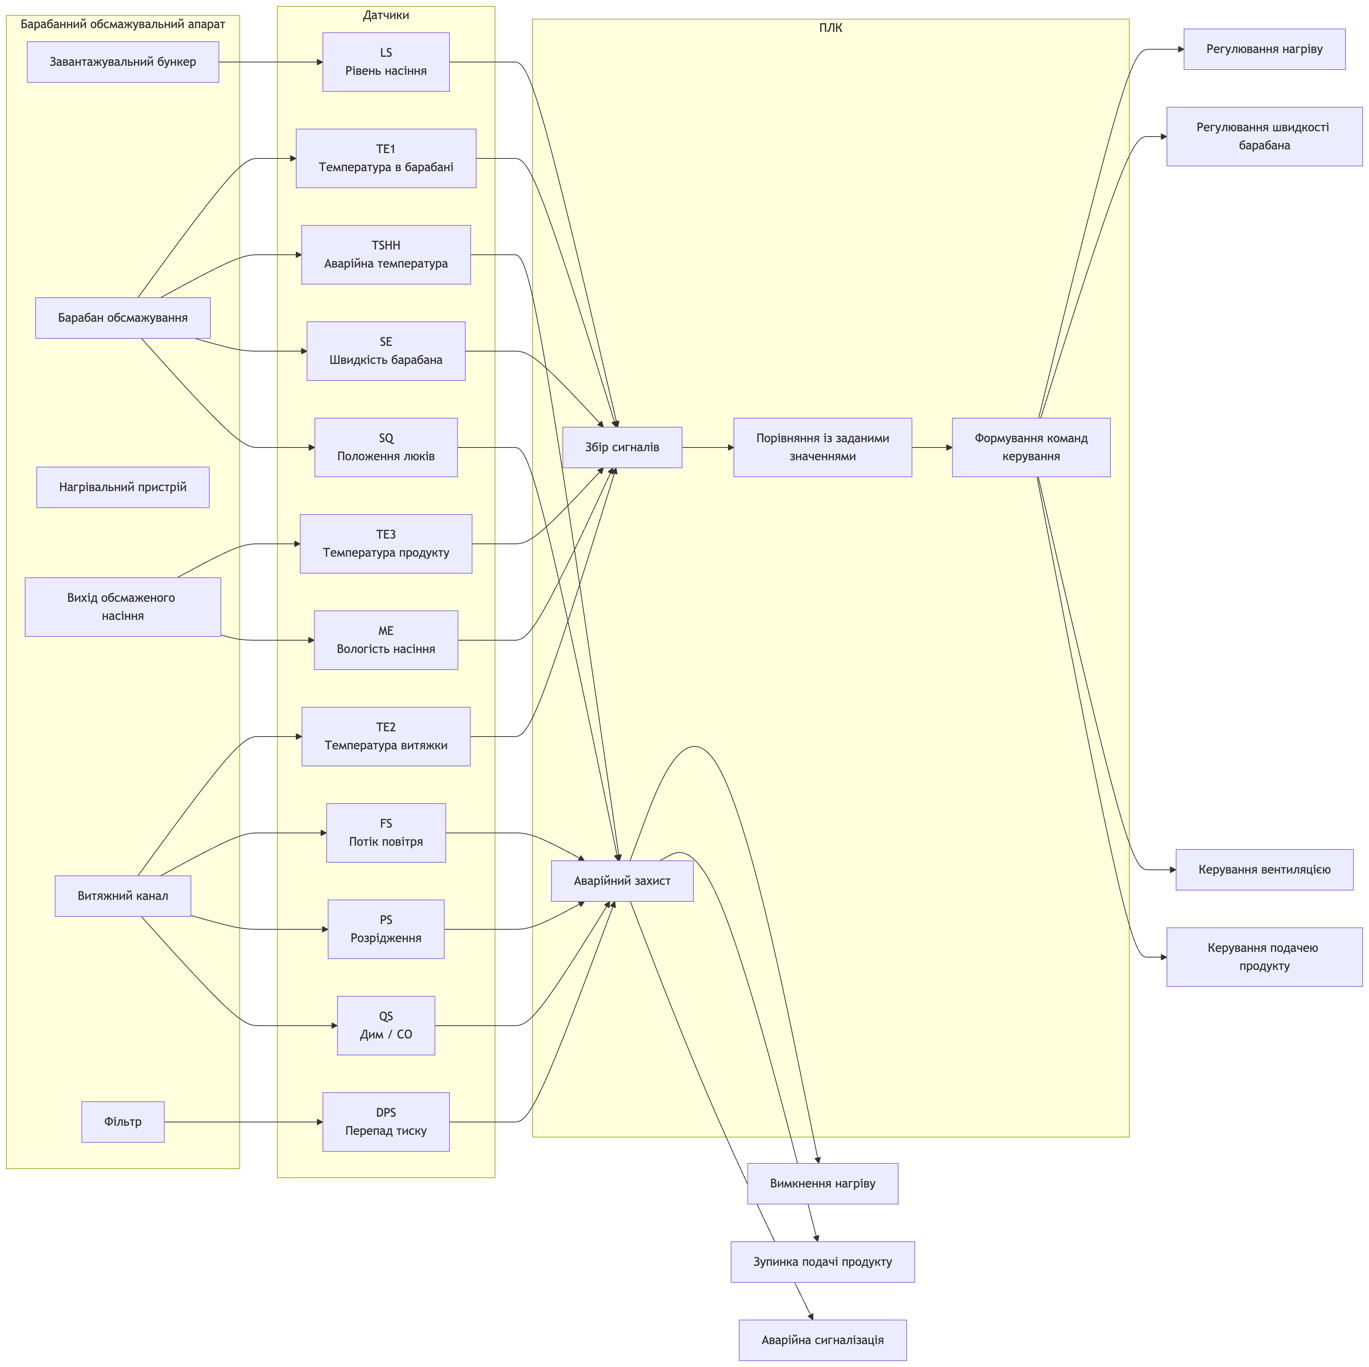 Барабанний обсмажувальний апарат
Завантажувальний бункер
Барабан обсмажування
Нагрівальний пристрій
Вихід обсмаженого
насіння
Витяжний канал
Фільтр
Датчики
LS
Рівень насіння
TE1
Температура в барабані
TSHH
Аварійна температура
SE
Швидкість барабана
SQ
Положення люків
TE3
Температура продукту
ME
Вологість насіння
TE2
Температура витяжки
FS
Потік повітря
PS
Розрідження
QS
Дим / CO
DPS
Перепад тиску
ПЛК
Збір сигналів
Порівняння із заданими
значеннями
Формування команд
керування
Аварійний захист
Регулювання нагріву
Регулювання швидкості
барабана
Керування вентиляцією
Керування подачею
продукту
Вимкнення нагріву
Зупинка подачі продукту
Аварійна сигналізація